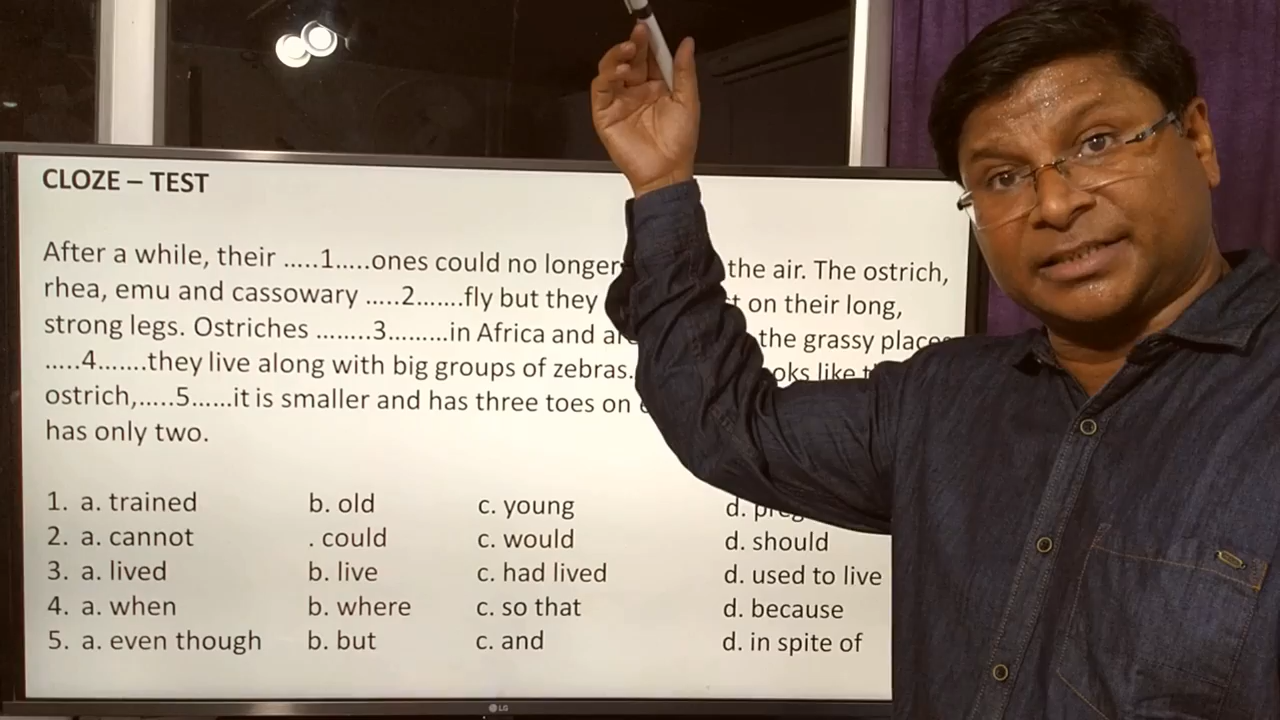 CLOZE – TEST
After a while, their .....1.....ones could no longer the air. The ostrich,
rhea, emu and cassowary .....2.......fly but they on their long,
strong legs. Ostriches ........3.........in Africa and the grassy places
.....4.......they live along with big groups of zebras. like
ostrich,.....5......it is smaller and has three toes on
has only two.
1. a. trained b. old c. young d.
2. a. cannot . could c. would d. should
3. a. lived b. live c. had lived d. used to live
4. a. when b. where c. so that d. because
5. a. even though b. but c. and d. in spite of
LG